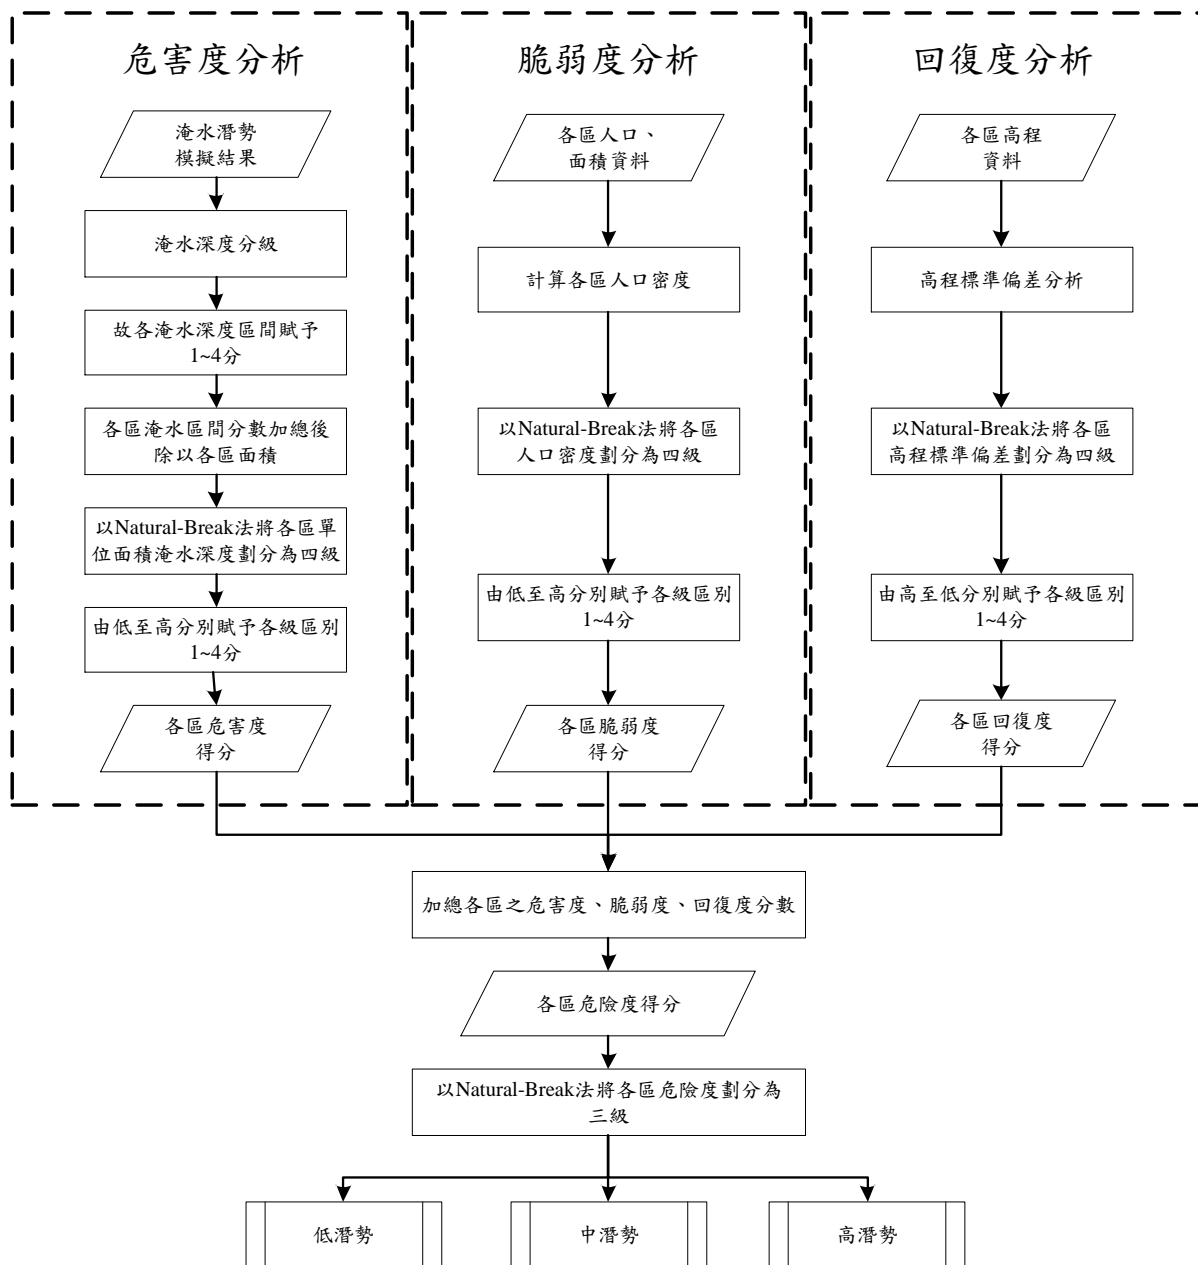 危害度分析
淹水潛勢
模擬結果
淹水深度分級
故各淹水深度區間賦予
1~4分
各區淹水區間分數加總後
除以各區面積
以Natural-Break法將各區單
位面積淹水深度劃分為四級
由低至高分別賦予各級區別
1~4分
各區危害度
得分
脆弱度分析
各區人口、
面積資料
計算各區人口密度
以Natural-Break法將各區
人口密度劃分為四級
由低至高分別賦予各級區別
1~4分
各區脆弱度
得分
回復度分析
各區高程
資料
高程標準偏差分析
以Natural-Break法將各區
高程標準偏差劃分為四級
由高至低分別賦予各級區別
1~4分
各區回復度
得分
加總各區之危害度、脆弱度、回復度分數
各區危險度得分
以Natural-Break法將各區危險度劃分為
三級
低潛勢
中潛勢
高潛勢